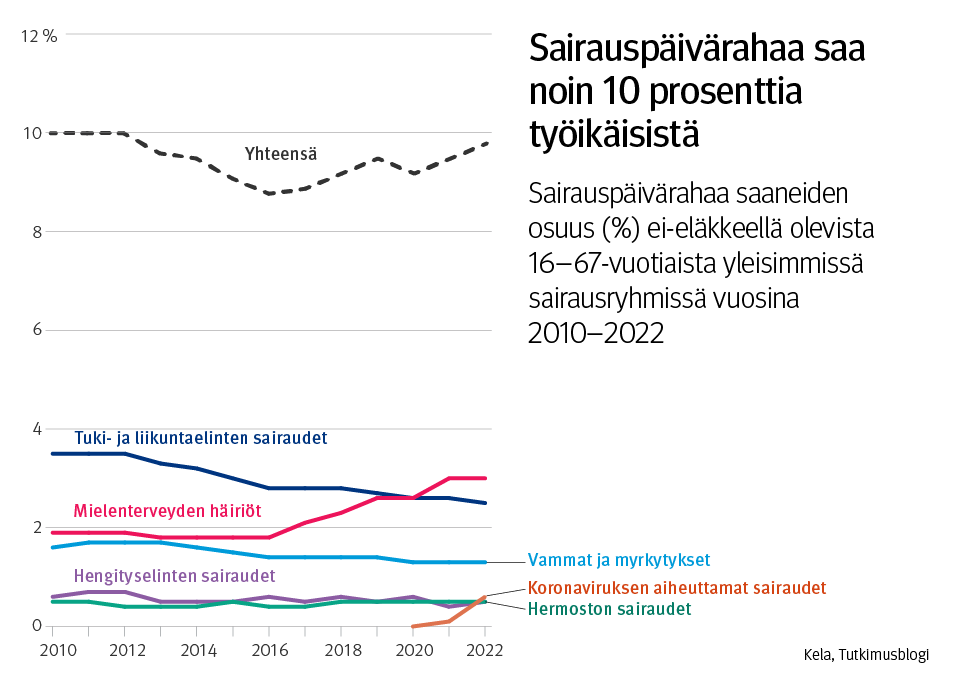 Sairauspäivärahaa saa
noin 10 prosenttia
työikäisistä
Sairauspäivärahaa saaneiden
osuus (%) ei-eläkkeellä olevista
16–67-vuotiaista yleisimmissä
sairausryhmissä vuosina
2010–2022
12 %
10
Yhteensä
8
6
4
Tuki- ja liikuntaelinten sairaudet
Mielenterveyden häiriöt
2
Vammat ja myrkytykset
Hengityselinten sairaudet
Koronaviruksen aiheuttamat sairaudet
Hermoston sairaudet
0
2010 2012 2014 2016 2018 2020 2022
Kela, Tutkimusblogi